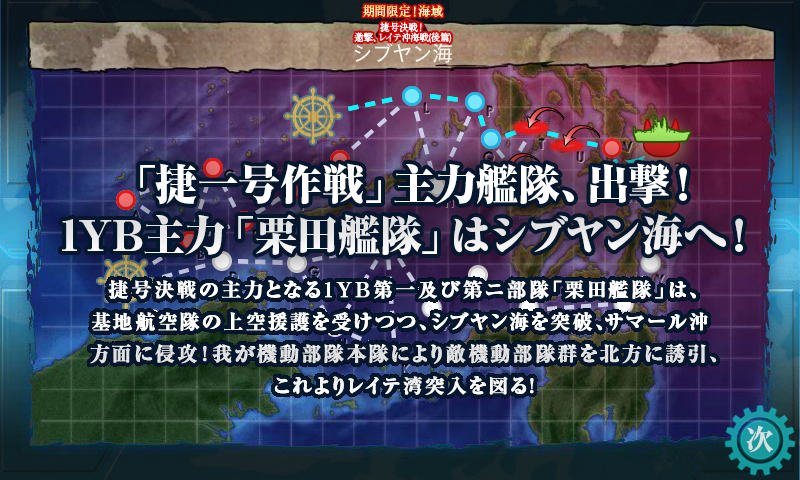 期間限定!海域
捷号決戦!
邀撃、レイテ沖海戦(後篇)
シブヤン海
L
P
「捷一号作戦」主力艦隊、出撃!
1YB主力「栗田艦隊」はシブヤン海へ!
捷号決戦の主力となる1YB第一及び第二部隊「栗田艦隊」は、
基地航空隊の上空援護を受けつつ、シブヤン海を突破、サマール沖
方面に侵攻!我が機動部隊本隊により敵機動部隊群を北方に誘引、
これよりレイテ湾突入を図る!
次